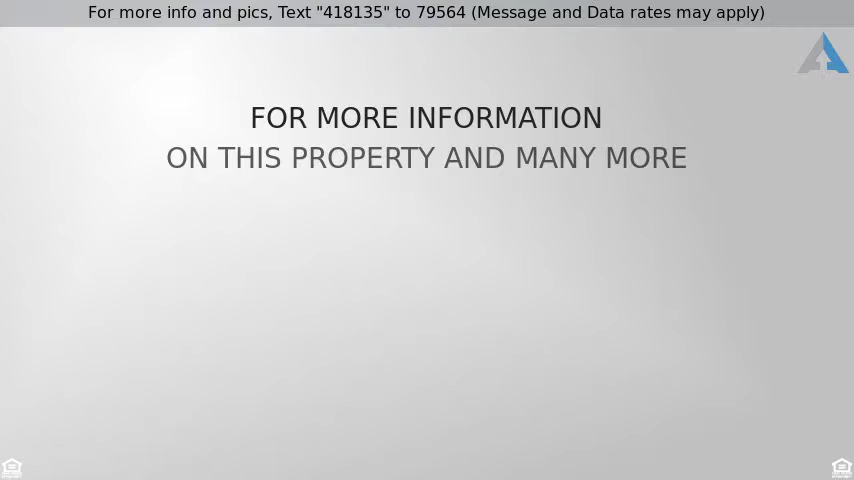 For more info and pics, Text "418135" to 79564 (Message and Data rates may apply)
FOR MORE INFORMATION
ON THIS PROPERTY AND MANY MORE